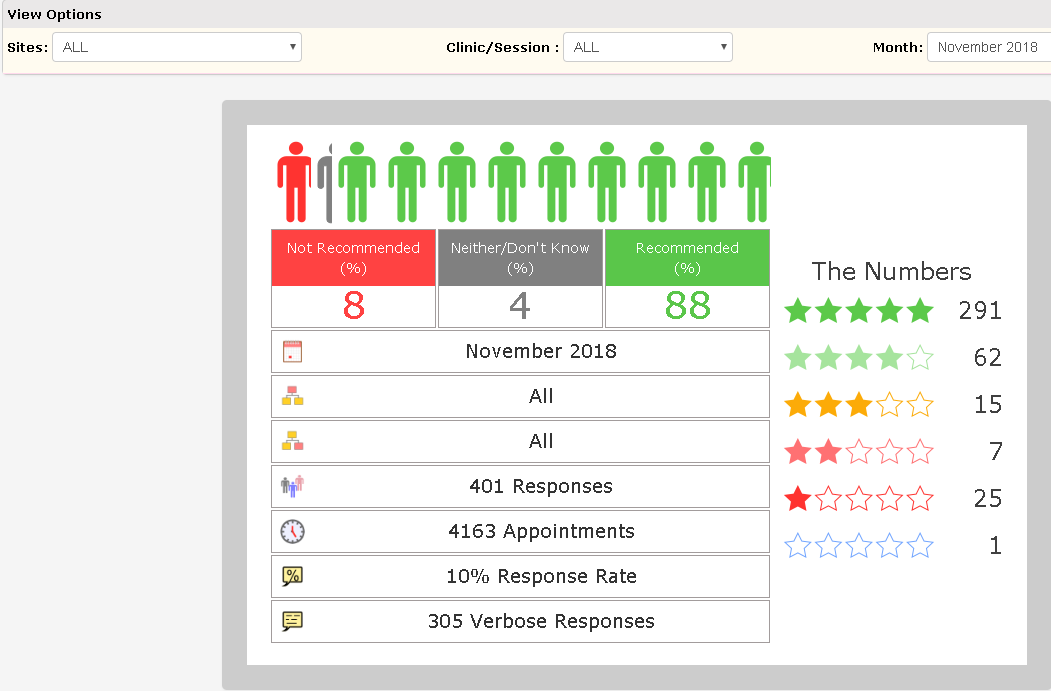 View Options
Sites: ALL Clinic/Session : ALL Month: November 2018
Not Recommended (%)
Neither/Don't Know (%)
Recommended (%)
8 4 88
November 2018
All
All
401 Responses
4163 Appointments
10% Response Rate
305 Verbose Responses
The Numbers
291
62
15
7
25
1